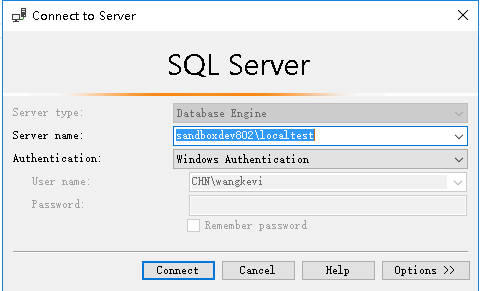 Connect to Server
SQL Server
Server type: Database Engine
Server name: sandboxdev802\localtest
Authentication: Windows Authentication
User name: CHN\wangkevi
Password:
Remember password
Connect Cancel Help Options >>